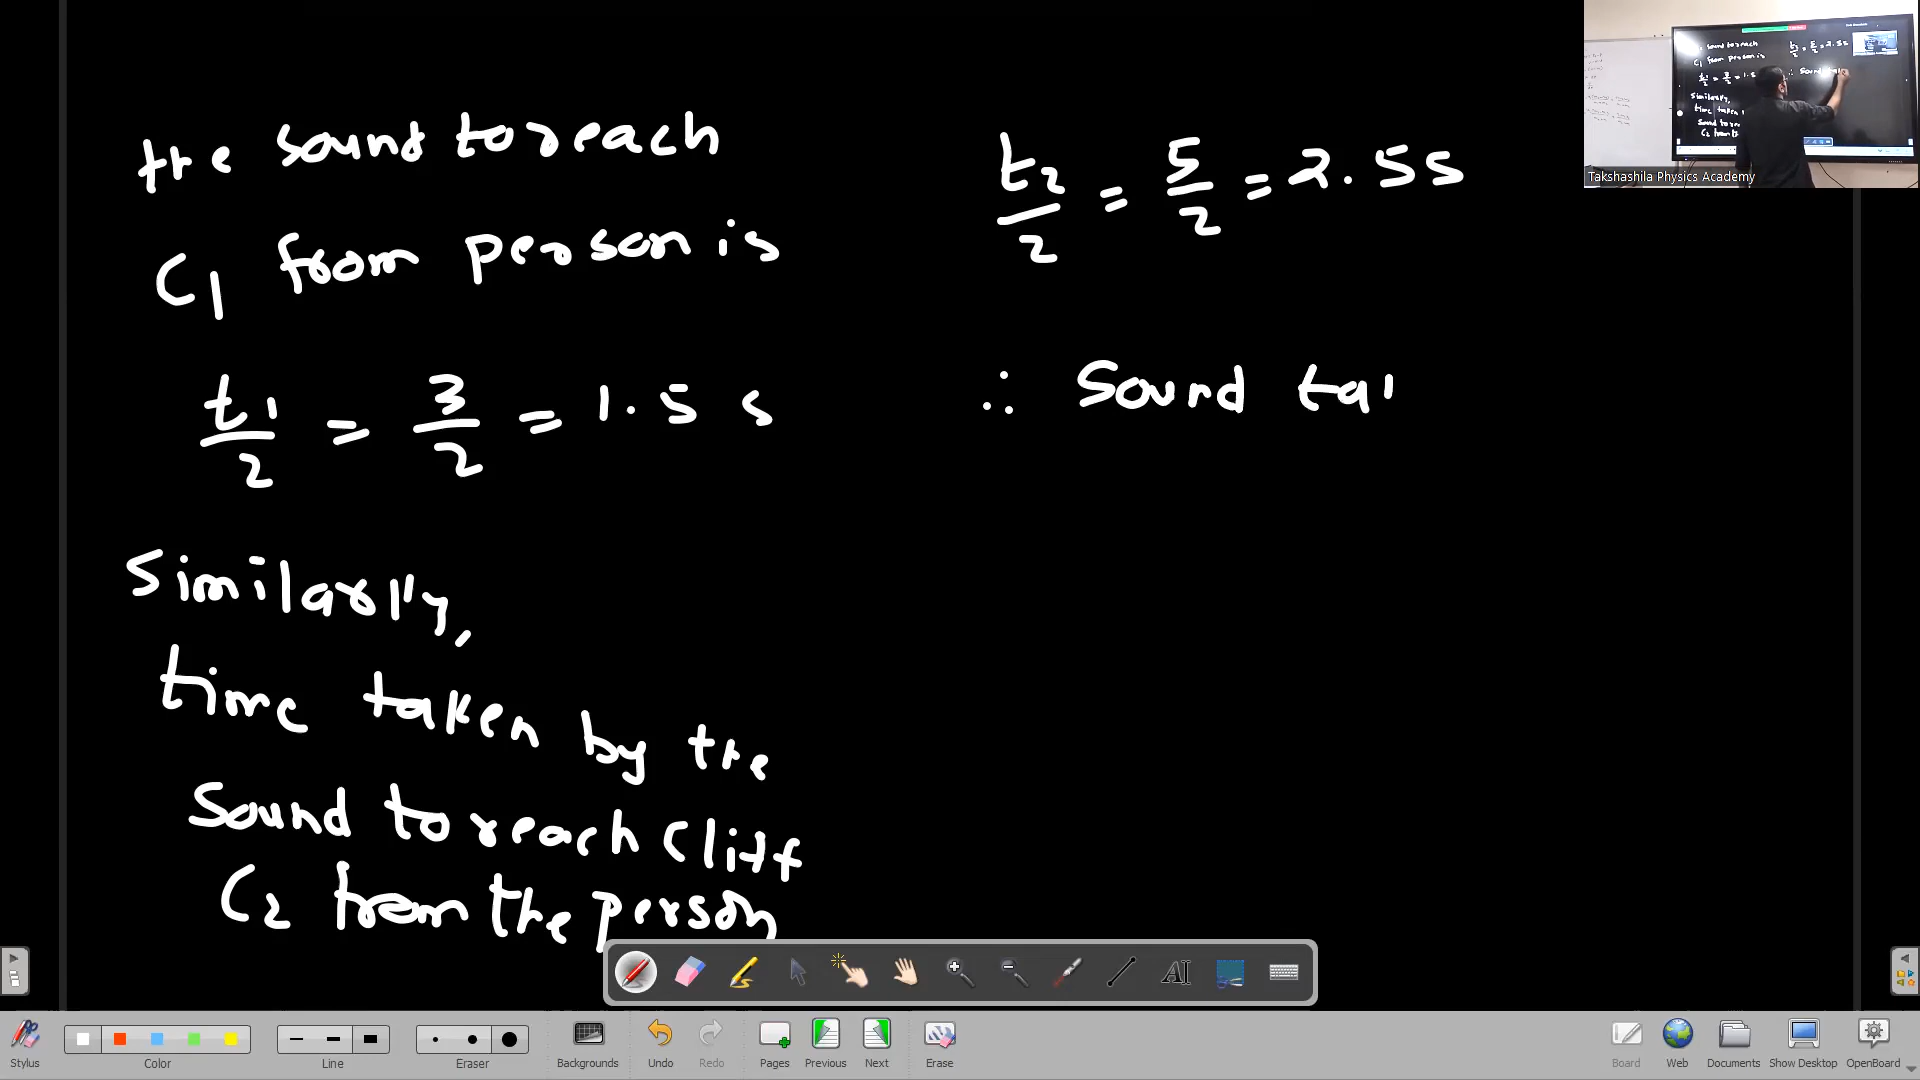 the sound to reach
C1 from person is
t1/2 = 3/2 = 1.5 s
Similarly,
time taken by the
Sound to reach Cliff
C2 from the person
t2/2 = 5/2 = 2.5s
∴ Sound tal
Takshashila Physics Academy
AI
Stylus
Color
Line
Eraser
Backgrounds
Undo
Redo
Pages
Previous
Next
Erase
Board
Web
Documents
Show Desktop
OpenBoard